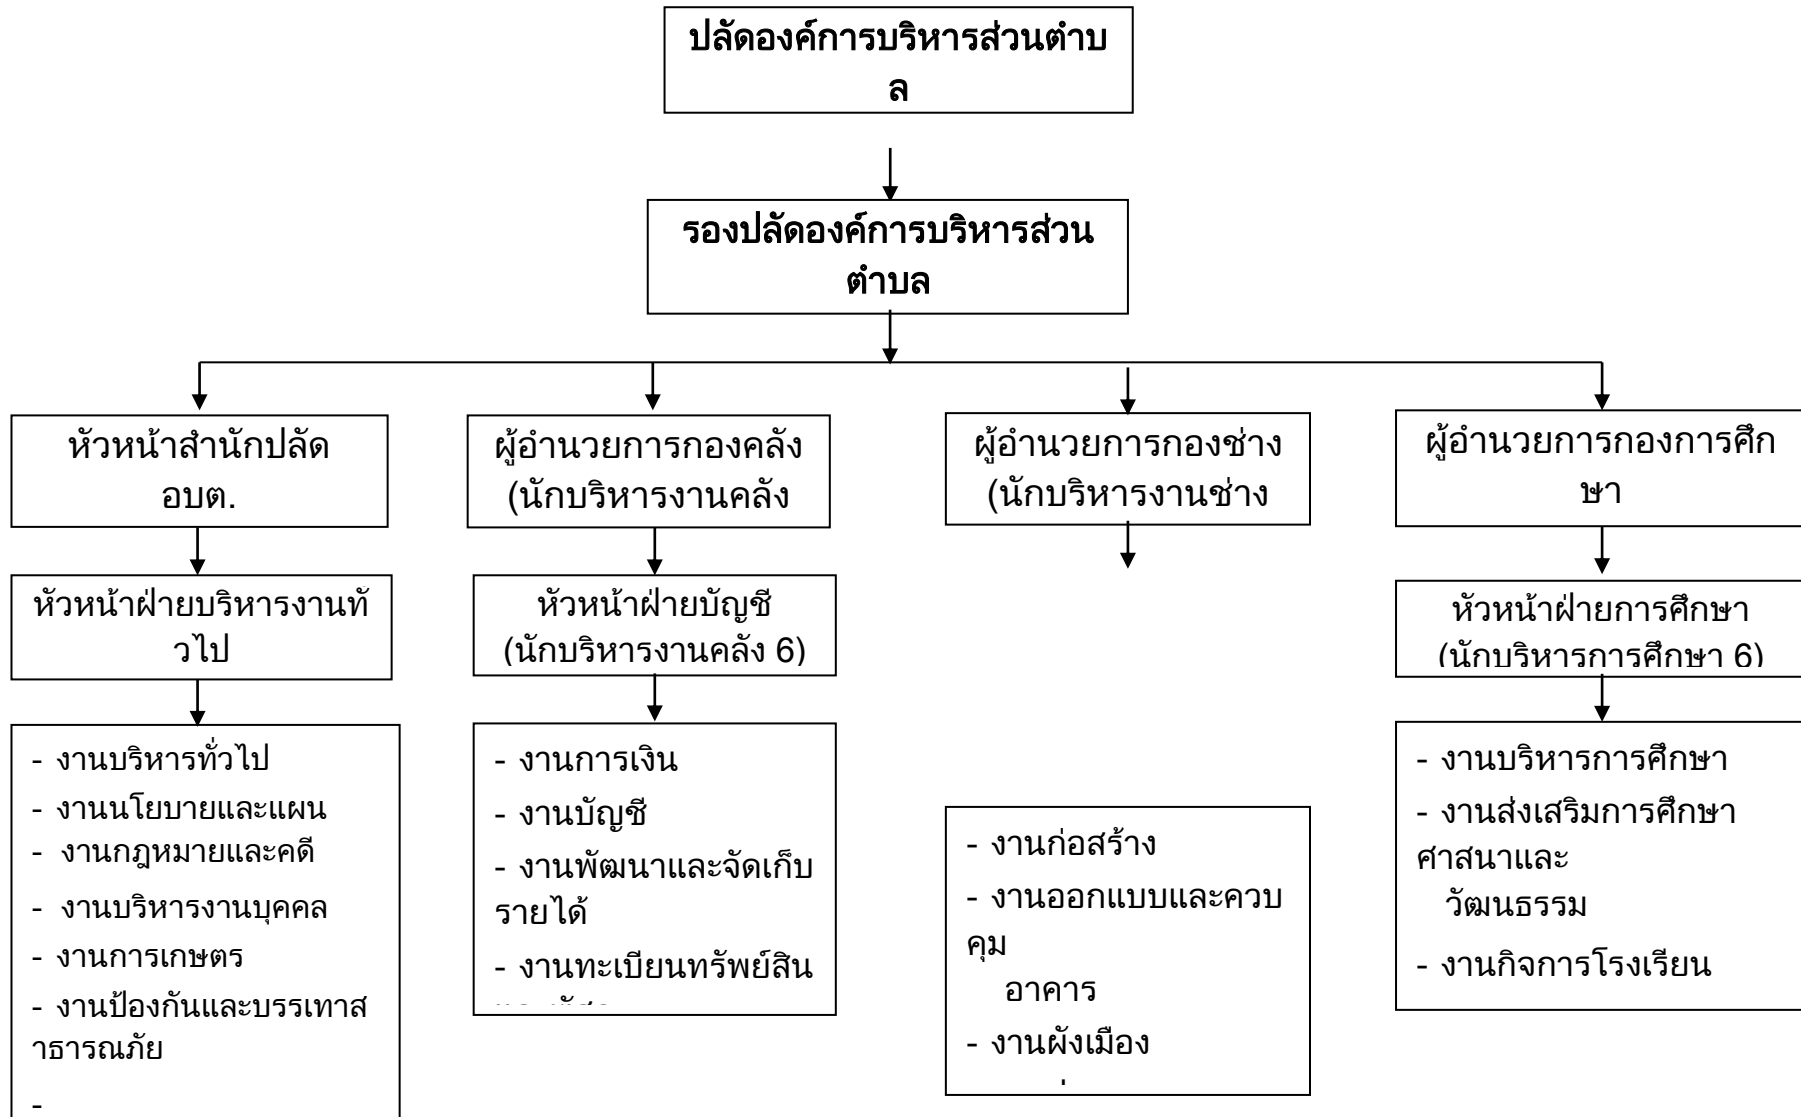 ปลัดองค์การบริหารส่วนตำบ
ล
รองปลัดองค์การบริหารส่วน
ตำบล
หัวหน้าสำนักปลัด
อบต.
ผู้อำนวยการกองคลัง
(นักบริหารงานคลัง
ผู้อำนวยการกองช่าง
(นักบริหารงานช่าง
ผู้อำนวยการกองการศึก
ษา
หัวหน้าฝ่ายบริหารงานทั
่วไป
หัวหน้าฝ่ายบัญชี
(นักบริหารงานคลัง 6)
หัวหน้าฝ่ายการศึกษา
(นักบริหารการศึกษา 6)
- งานบริหารทั่วไป
- งานนโยบายและแผน
- งานกฎหมายและคดี
- งานบริหารงานบุคคล
- งานการเกษตร
- งานป้องกันและบรรเทาส
าธารณภัย
-
- งานการเงิน
- งานบัญชี
- งานพัฒนาและจัดเก็บ
รายได้
- งานทะเบียนทรัพย์สิน
- งานก่อสร้าง
- งานออกแบบและควบ
คุม
อาคาร
- งานผังเมือง
- งานบริหารการศึกษา
- งานส่งเสริมการศึกษา
ศาสนาและ
วัฒนธรรม
- งานกิจการโรงเรียน